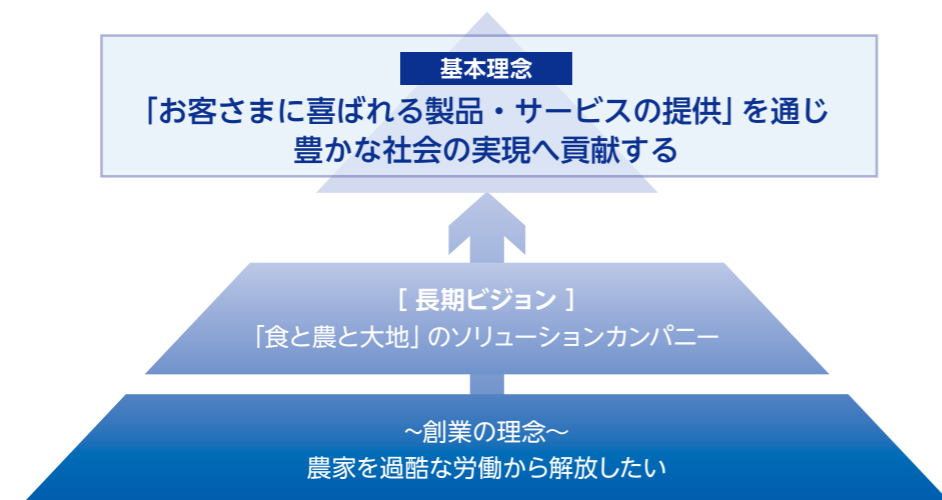 基本理念
「お客さまに喜ばれる製品・サービスの提供」を通じ
豊かな社会の実現へ貢献する
[ 長期ビジョン ]
「食と農と大地」のソリューションカンパニー
~創業の理念~
農家を過酷な労働から解放したい